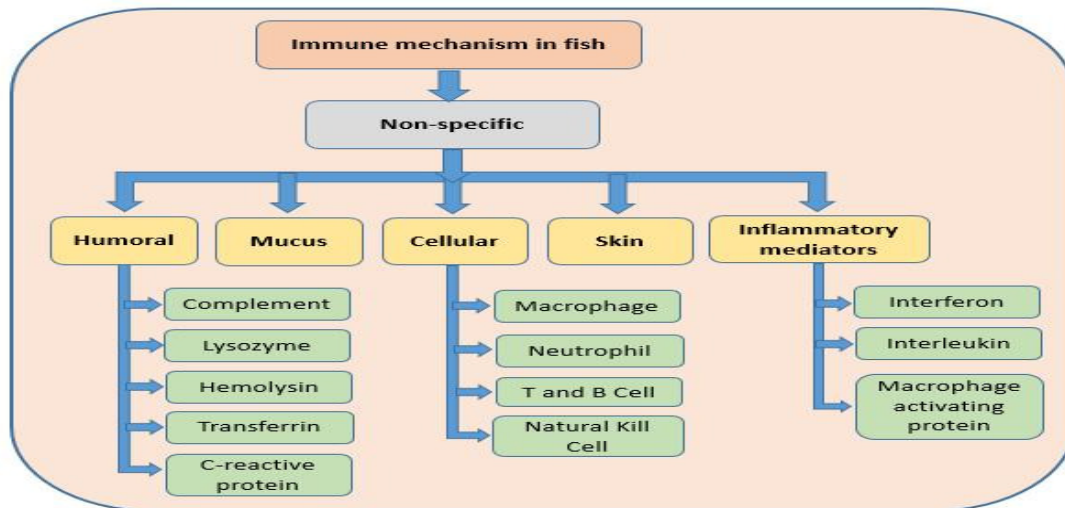 Immune mechanism in fish
Non-specific
Humoral
Mucus
Cellular
Skin
Inflammatory
mediators
Complement
Lysozyme
Hemolysin
Transferrin
C-reactive
protein
Macrophage
Neutrophil
T and B Cell
Natural Kill
Cell
Interferon
Interleukin
Macrophage
activating
protein